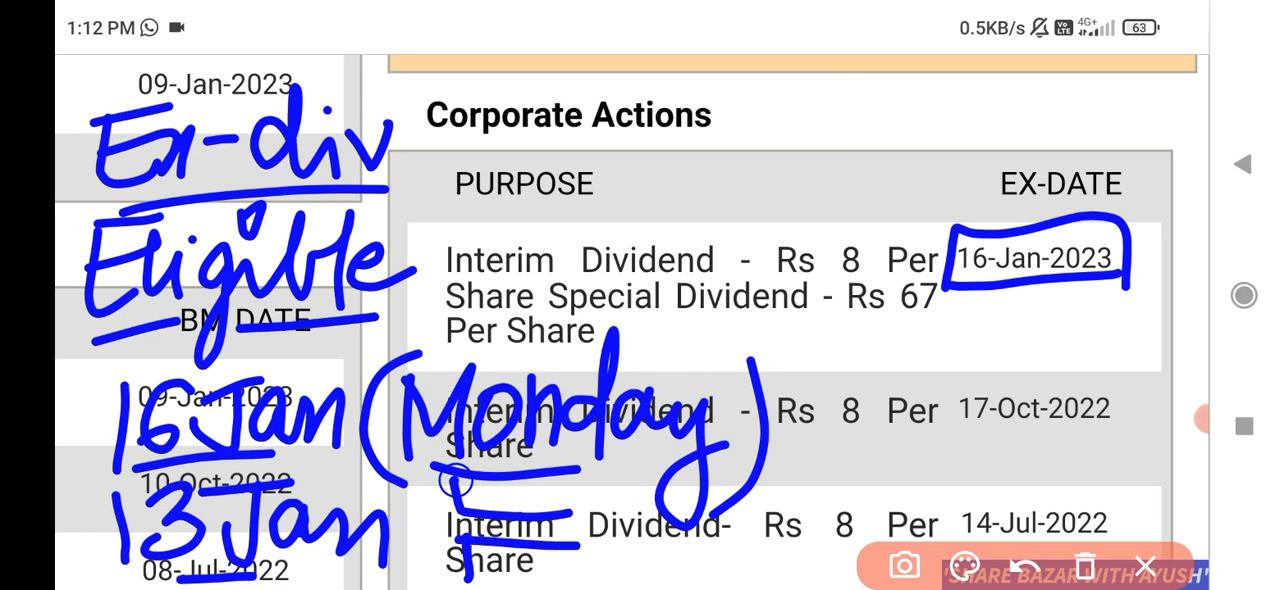 1:12 PM
0.5KB/s Vo LTE 4G+ 63
09-Jan-2023
Ex-div
Eligible
BM DATE
09-Jan-2023
16 Jan (Monday)
10-Oct-2022
13 Jan F
08-Jul-2022
Corporate Actions
PURPOSE EX-DATE
Interim Dividend - Rs 8 Per 16-Jan-2023
Share Special Dividend - Rs 67
Per Share
Interim Dividend - Rs 8 Per 17-Oct-2022
Share
Interim Dividend- Rs 8 Per 14-Jul-2022
Share
'SHARE BAZAR WITH AYUSH'